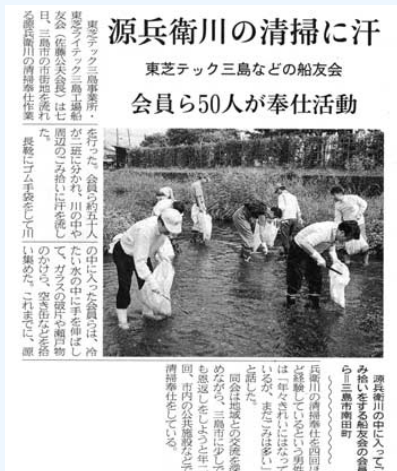 源兵衛川の清掃に汗
東芝テック三島などの船友会
会員ら50人が奉仕活動
東芝テック三島事業所・
東芝ライテック三島工場船
友会（佐藤公夫会長）は七
日、三島市の市街地を流れ
る源兵衛川の清掃奉仕作業
を行った。会員ら約五十人
が二班に分かれ、川の中や
周辺のごみ拾いに汗を流し
た。
長靴にゴム手袋をして川
の中に入った会員らは、冷
たい水の中に手を伸ばし
て、ガラスの破片や瀬戸物
のかけら、空き缶などを拾
い集めた。これまでに、源
兵衛川の清掃奉仕を四回
ど経験しているという男性
は「年々きれいにはなって
いるが、まだごみは多い」
と話した。
同会は地域との交流を深
めながら、三島市に少しで
も恩返しをしようと年二
回、市内の公共施設などで
清掃奉仕をしている。
源兵衛川の中に入って
み拾いをする船友会の会員
ら＝三島市南田町